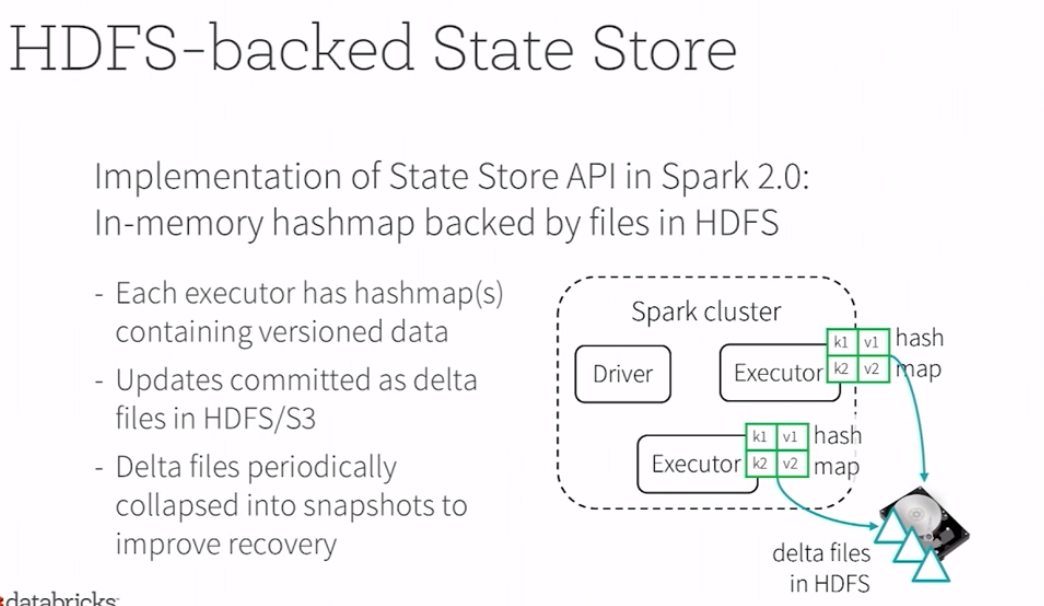 HDFS-backed State Store
Implementation of State Store API in Spark 2.0:
In-memory hashmap backed by files in HDFS
- Each executor has hashmap(s)
containing versioned data
- Updates committed as delta
files in HDFS/S3
- Delta files periodically
collapsed into snapshots to
improve recovery
Spark cluster
Driver
Executor
k1 v1
k2 v2
hash
map
Executor
k1 v1
k2 v2
hash
map
delta files
in HDFS
databricks